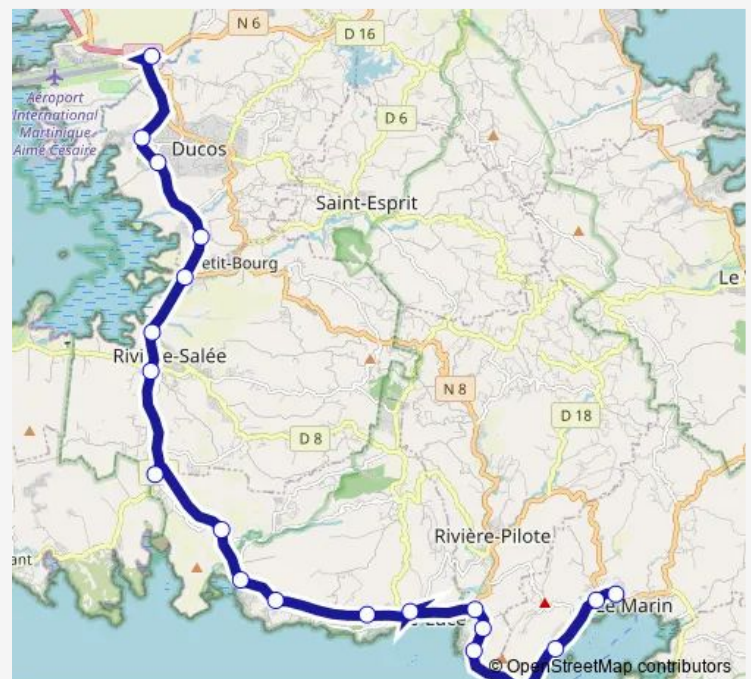 N 6
D 16
Aéroport
International
Martinique
Aimé Césaire
D 6
Ducos
Saint-Esprit
etit-Bourg
Le
Rivi e-Salée
N 8
D 18
D 8
Rivière-Pilote
ant
Le Marin
© OpenStreetMap contributors